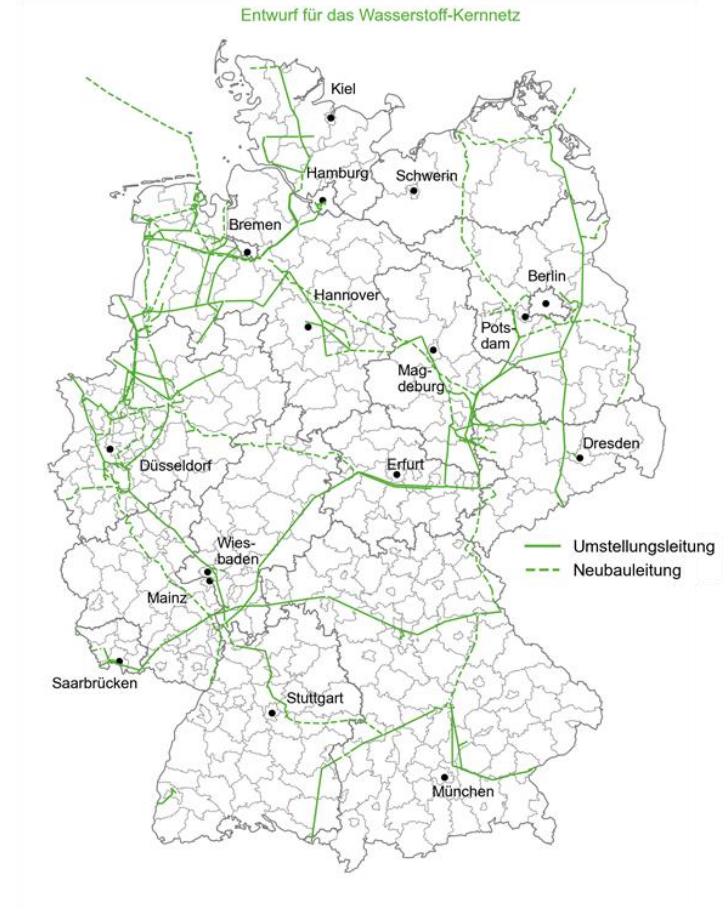 Entwurf für das Wasserstoff-Kernnetz
Kiel
Hamburg
Schwerin
Bremen
Berlin
Hannover
Pots-
dam
Mag-
deburg
Dresden
Düsseldorf
Erfurt
Wies-
baden
Umstellungsleitung
Neubauleitung
Mainz
Saarbrücken
Stuttgart
München